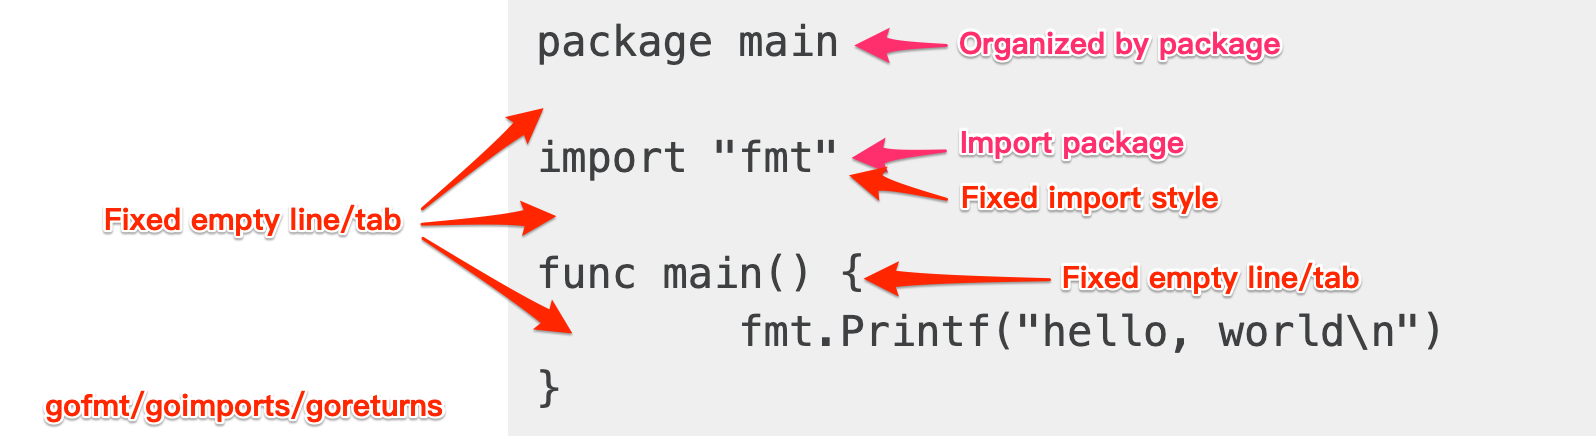 package main
Organized by package
import "fmt"
Import package
Fixed import style
Fixed empty line/tab
func main() {
Fixed empty line/tab
fmt.Printf("hello, world\n")
}
gofmt/goimports/goreturns